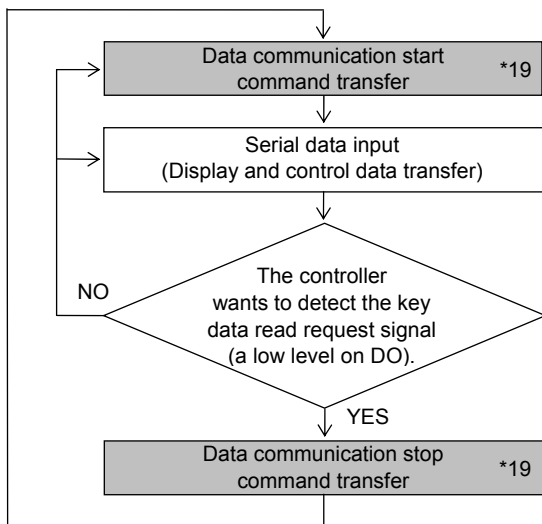 Data communication start
command transfer
*19
Serial data input
(Display and control data transfer)
NO
The controller
wants to detect the key
data read request signal
(a low level on DO).
YES
Data communication stop
command transfer
*19